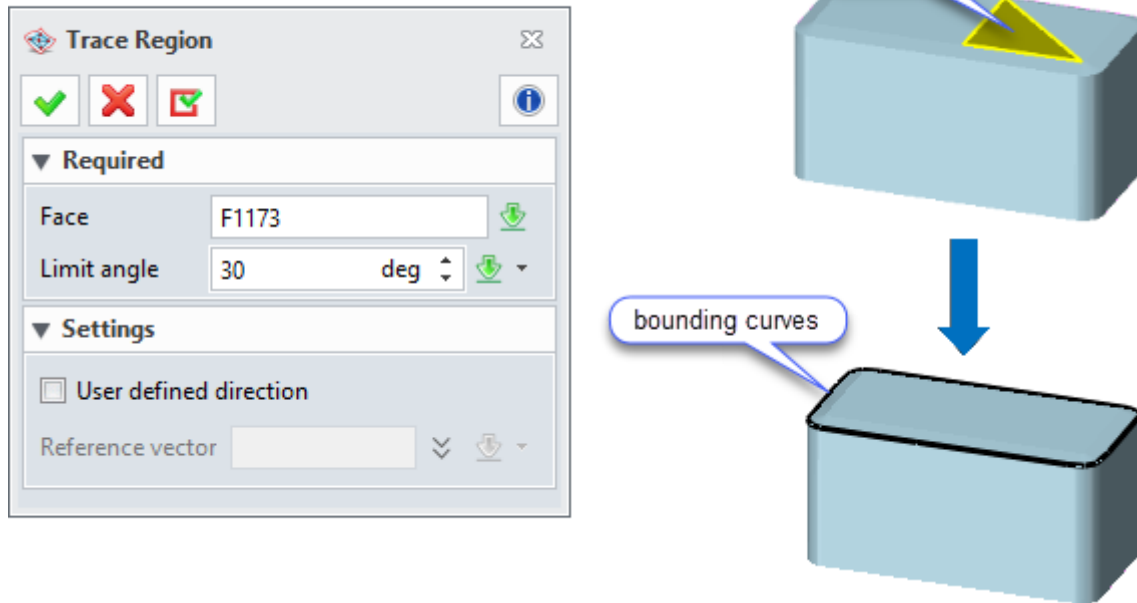 Trace Region
Required
Face F1173
Limit angle 30 deg
Settings
User defined direction
Reference vector
bounding curves